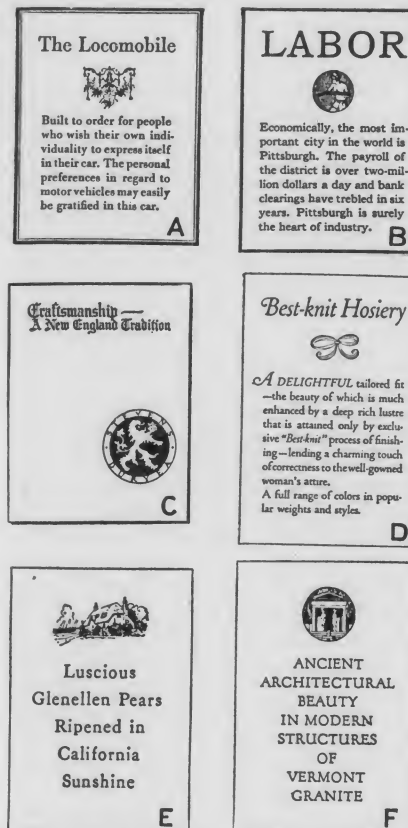 The Locomobile
Built to order for people
who wish their own indi-
viduality to express itself
in their car. The personal
preferences in regard to
motor vehicles may easily
be gratified in this car.
A
LABOR
Economically, the most im-
portant city in the world is
Pittsburgh. The payroll of
the district is over two-mil-
lion dollars a day and bank
clearings have trebled in six
years. Pittsburgh is surely
the heart of industry.
B
Craftsmanship —
A New England Tradition
STEVENS
DURYEA
C
Best-knit Hosiery
A DELIGHTFUL tailored fit
—the beauty of which is much
enhanced by a deep rich lustre
that is attained only by exclu-
sive "Best-knit" process of finish-
ing—lending a charming touch
of correctness to the well-gowned
woman's attire.
A full range of colors in popu-
lar weights and styles.
D
Luscious
Glenellen Pears
Ripened in
California
Sunshine
E
ANCIENT
ARCHITECTURAL
BEAUTY
IN MODERN
STRUCTURES
OF
VERMONT
GRANITE
F